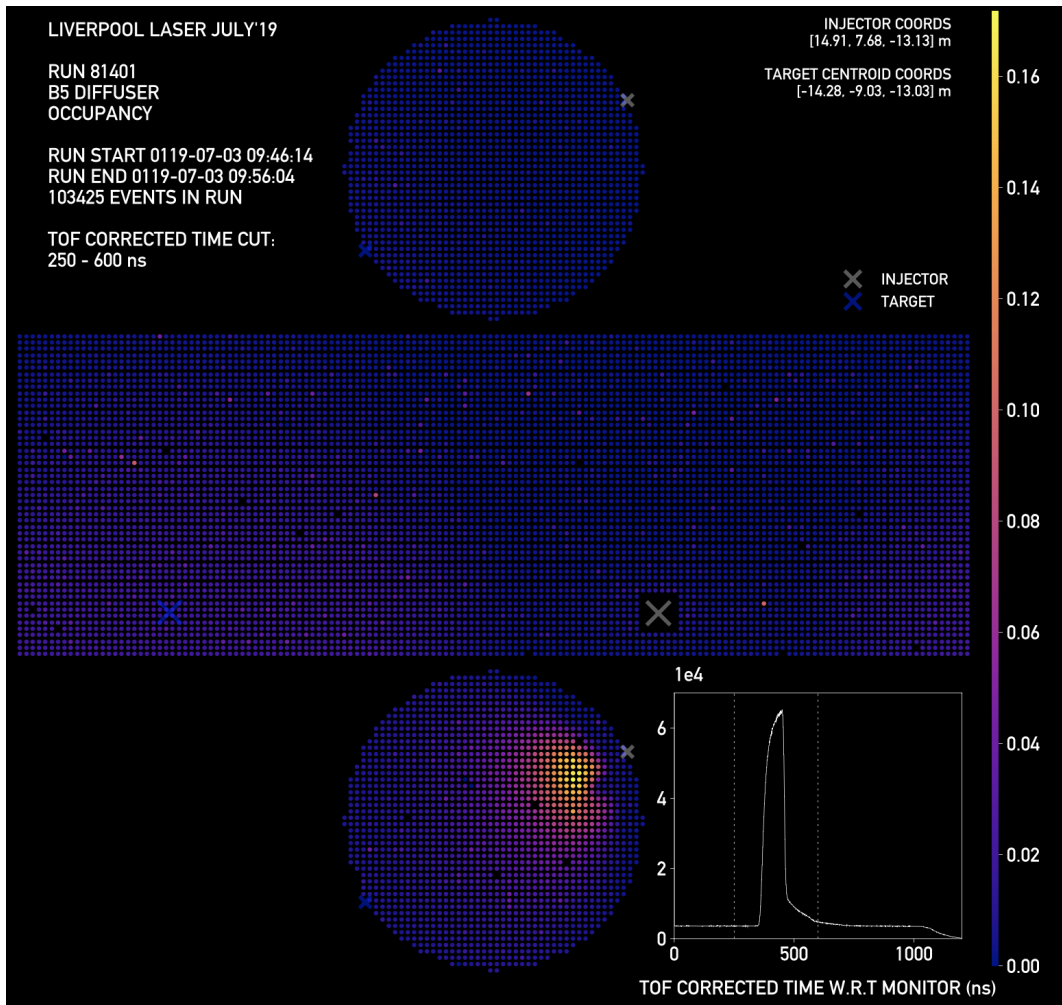 LIVERPOOL LASER JULY'19
RUN 81401
B5 DIFFUSER
OCCUPANCY
RUN START 0119-07-03 09:46:14
RUN END 0119-07-03 09:56:04
103425 EVENTS IN RUN
TOF CORRECTED TIME CUT:
250 - 600 ns
INJECTOR COORDS
[14.91, 7.68, -13.13] m
TARGET CENTROID COORDS
[-14.28, -9.03, -13.03] m
INJECTOR
TARGET
0.16
0.14
0.12
0.10
0.08
0.06
0.04
0.02
0.00
1e4
6
4
2
0
0 500 1000
TOF CORRECTED TIME W.R.T MONITOR (ns)